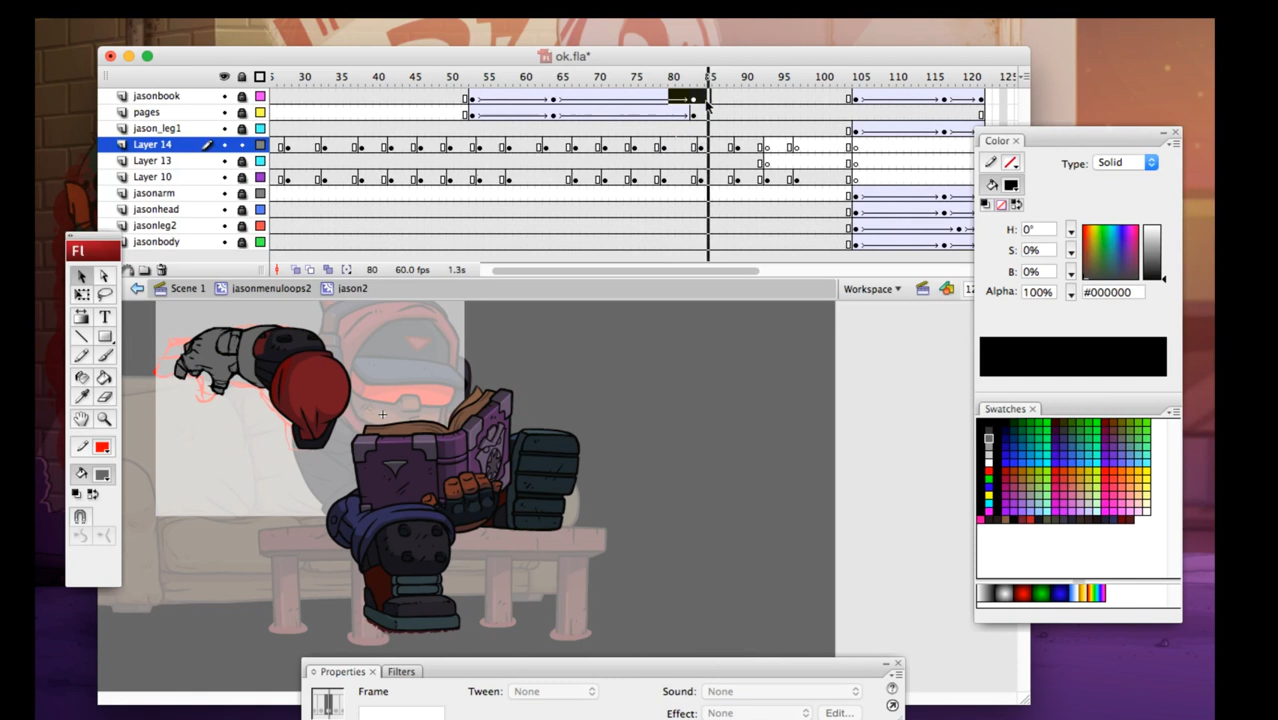 ok.fla*
5 30 35 40 45 50 55 60 65 70 75 80 85 90 95 100 105 110 115 120 125
jasonbook
pages
jason_leg1
Layer 14
Layer 13
Layer 10
jasonarm
jasonhead
jasonleg2
jasonbody
80 60.0 fps 1.3s
Scene 1 jasonmenuloops2 jason2 Workspace 12
Fl
T
Color
Type: Solid
H: 0°
S: 0%
B: 0%
Alpha: 100% #000000
Swatches
Properties Filters
Frame Tween: None Sound: None
Effect: None Edit...